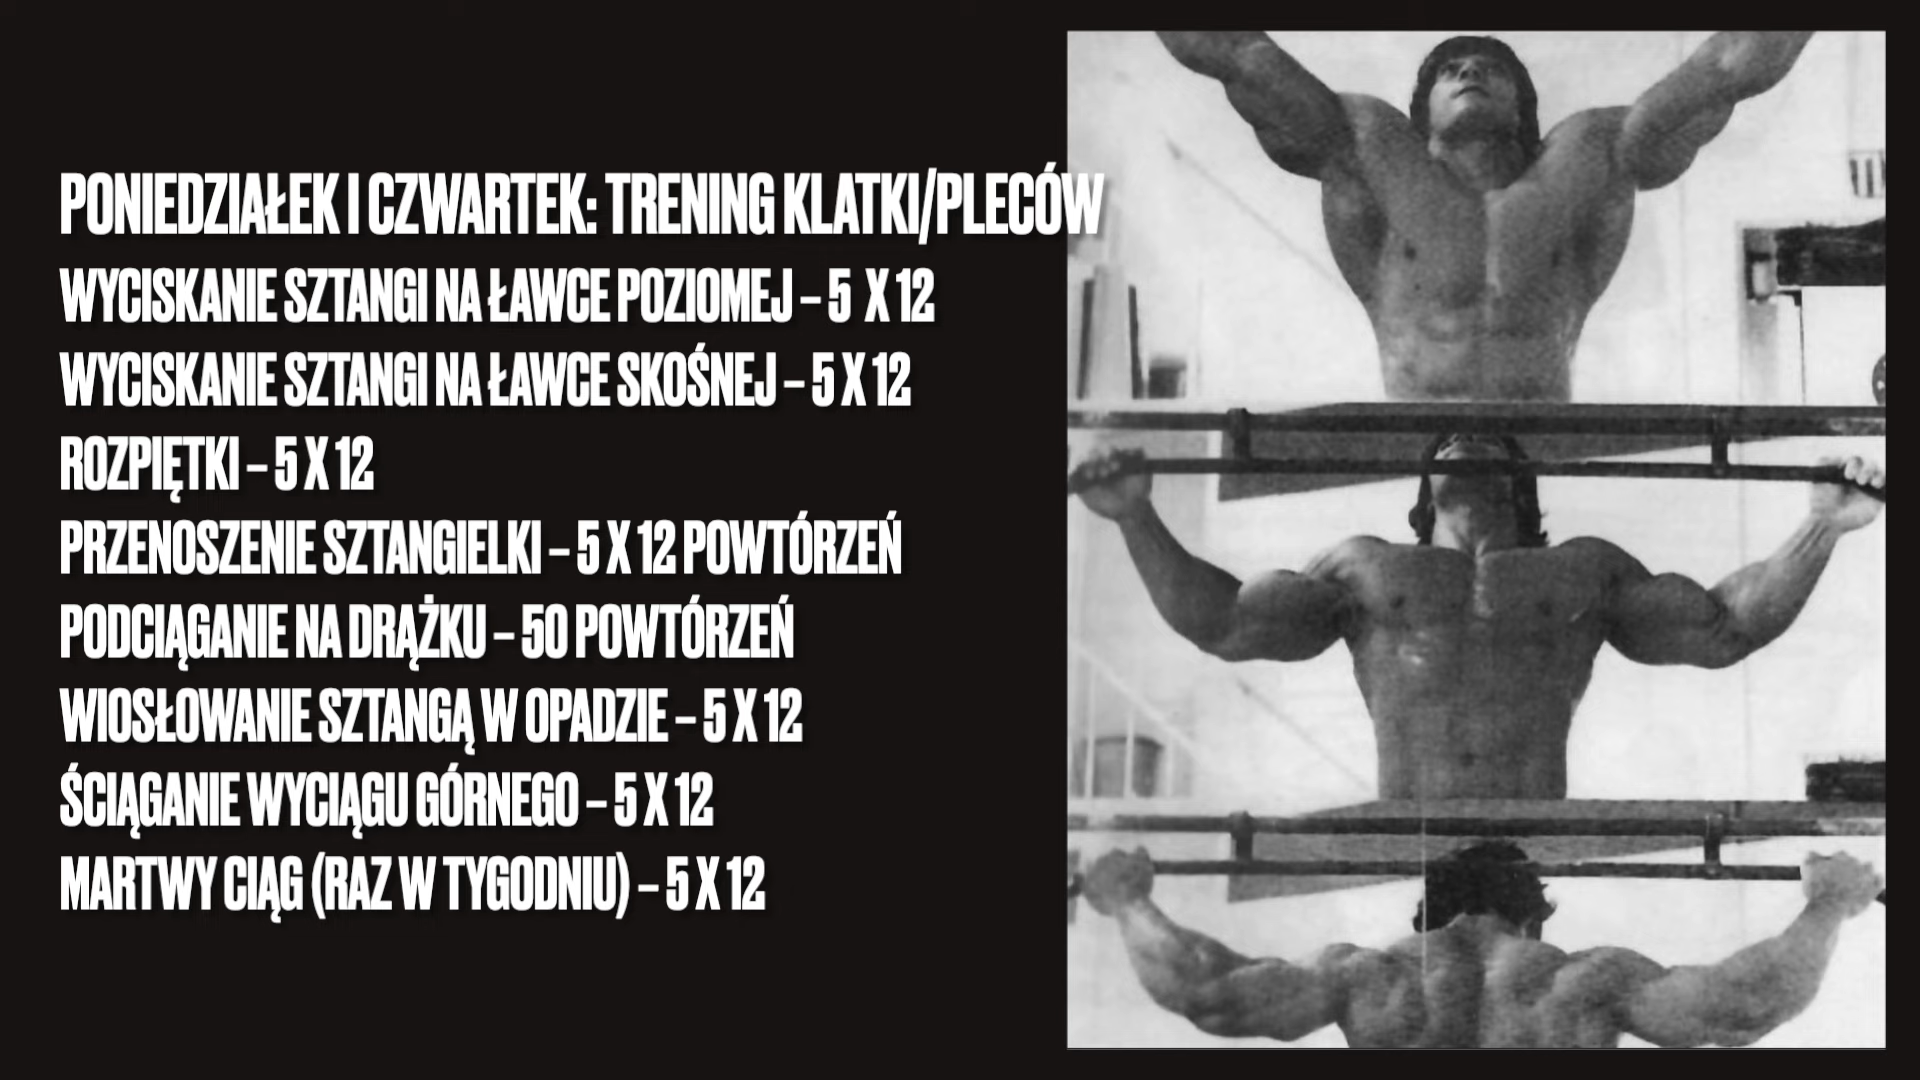 PONIEDZIAŁEK I CZWARTEK: TRENING KLATKI/PLECÓW
WYCISKANIE SZTANGI NA ŁAWCE POZIOMEJ – 5 X 12
WYCISKANIE SZTANGI NA ŁAWCE SKOŚNEJ – 5 X 12
ROZPIĘTKI – 5 X 12
PRZENOSZENIE SZTANGIELKI – 5 X 12 POWTÓRZEŃ
PODCIĄGANIE NA DRĄŻKU – 50 POWTÓRZEŃ
WIOSŁOWANIE SZTANGĄ W OPADZIE – 5 X 12
ŚCIĄGANIE WYCIĄGU GÓRNEGO – 5 X 12
MARTWY CIĄG (RAZ W TYGODNIU) – 5 X 12